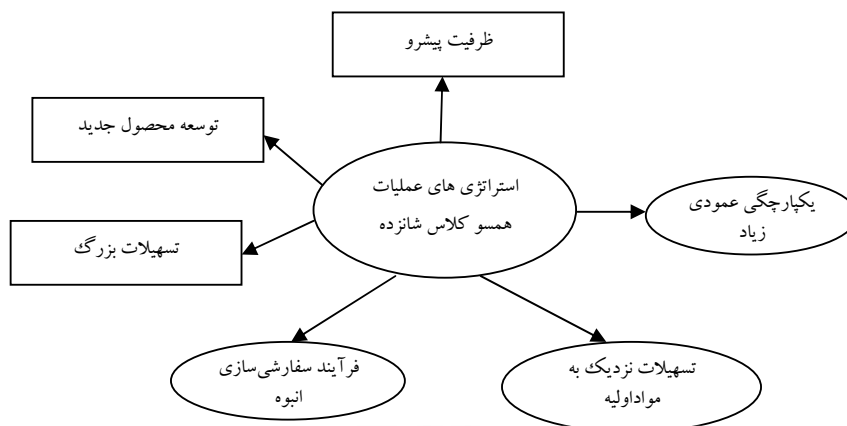 ظرفیت پیشرو
توسعه محصول جدید
استراتژی های عملیات
همسو کلاس شانزده
یکپارچگی عمودی
زیاد
تسهیلات بزرگ
فرآیند سفارشی‌سازی
انبوه
تسهیلات نزدیک به
مواداولیه